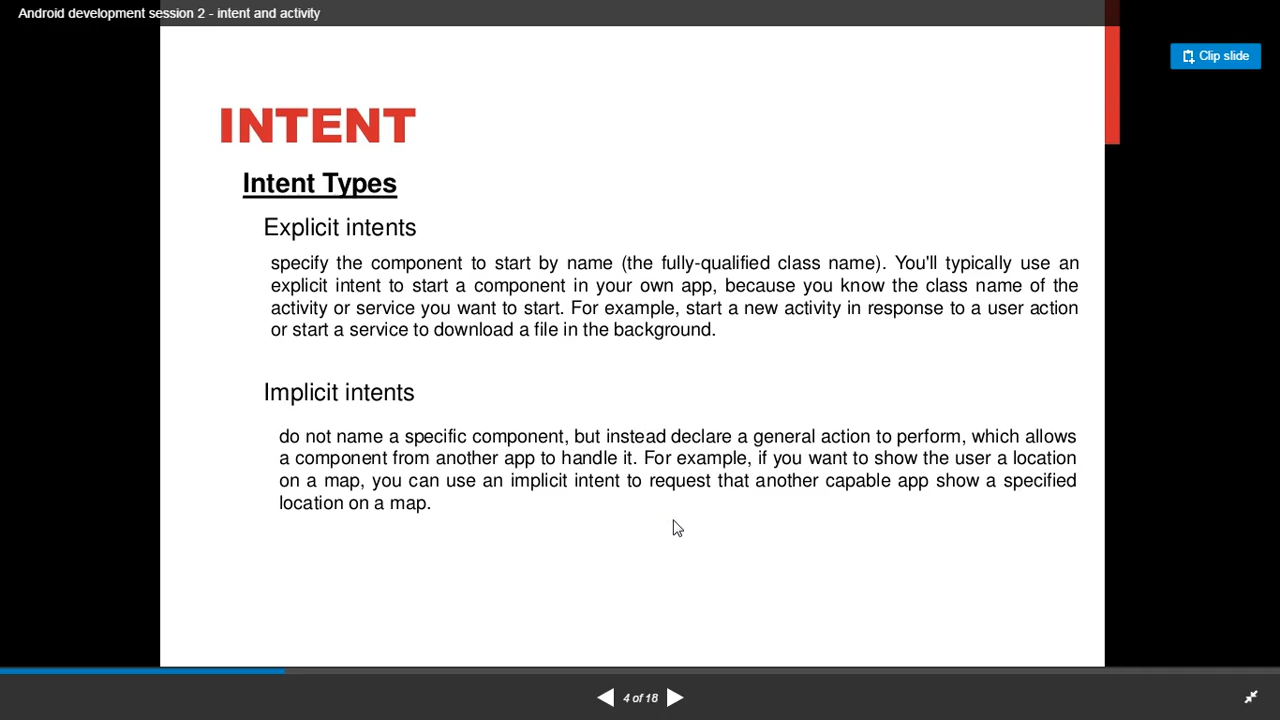 Android development session 2 - intent and activity
Clip slide
INTENT
Intent Types
Explicit intents
specify the component to start by name (the fully-qualified class name). You'll typically use an
explicit intent to start a component in your own app, because you know the class name of the
activity or service you want to start. For example, start a new activity in response to a user action
or start a service to download a file in the background.
Implicit intents
do not name a specific component, but instead declare a general action to perform, which allows
a component from another app to handle it. For example, if you want to show the user a location
on a map, you can use an implicit intent to request that another capable app show a specified
location on a map.
4 of 18